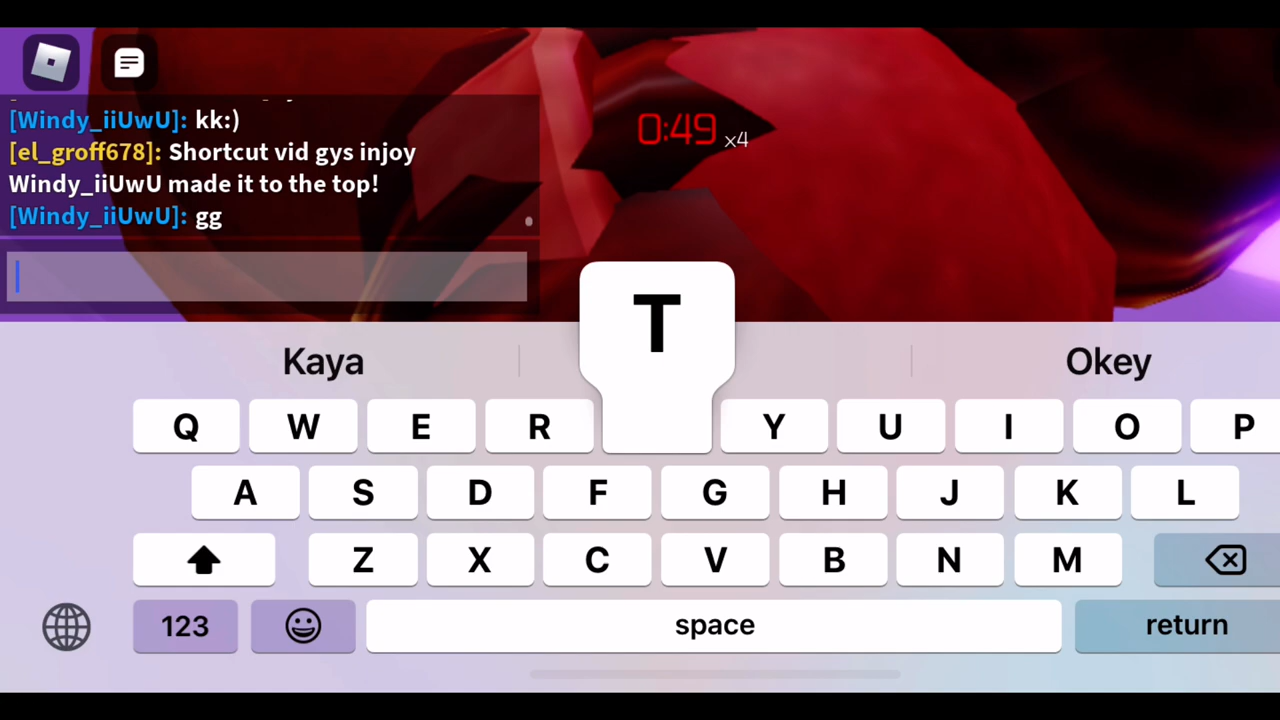 [Windy_iiUwU]: kk:)
[el_groff678]: Shortcut vid gys injoy
Windy_iiUwU made it to the top!
[Windy_iiUwU]: gg
0:49 x4
T
Kaya Okey
Q W E R Y U I O P
A S D F G H J K L
Z X C V B N M
123 space return